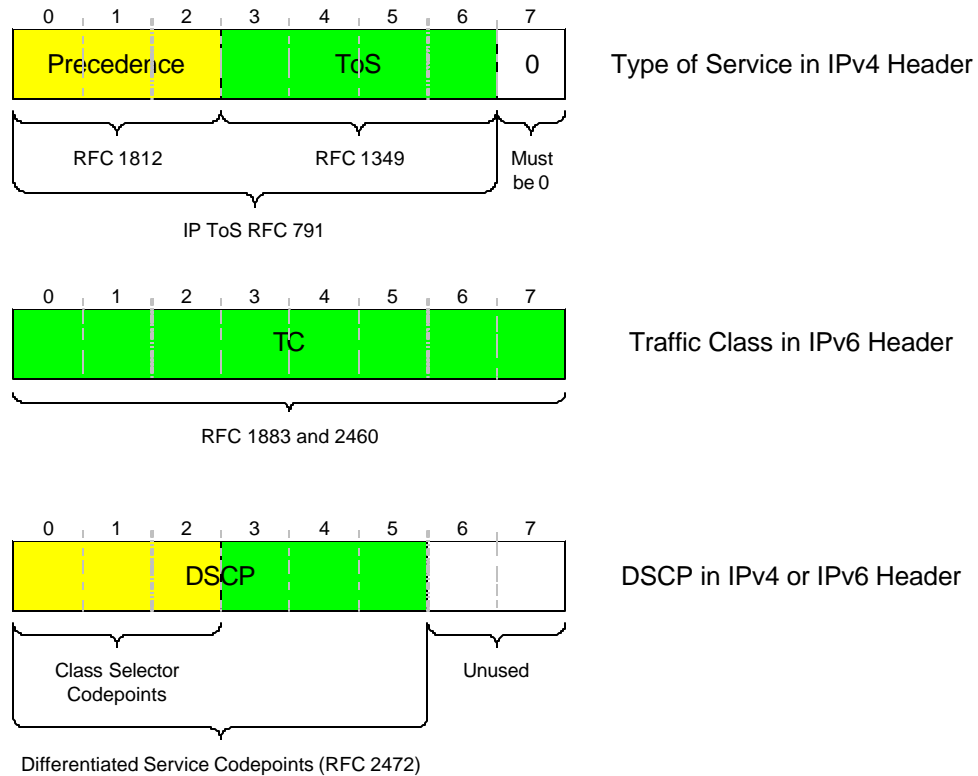 0 1 2 3 4 5 6 7
Precedence ToS 0
Type of Service in IPv4 Header
RFC 1812 RFC 1349 Must
be 0
IP ToS RFC 791
0 1 2 3 4 5 6 7
TC
Traffic Class in IPv6 Header
RFC 1883 and 2460
0 1 2 3 4 5 6 7
DSCP
DSCP in IPv4 or IPv6 Header
Class Selector
Codepoints
Unused
Differentiated Service Codepoints (RFC 2472)